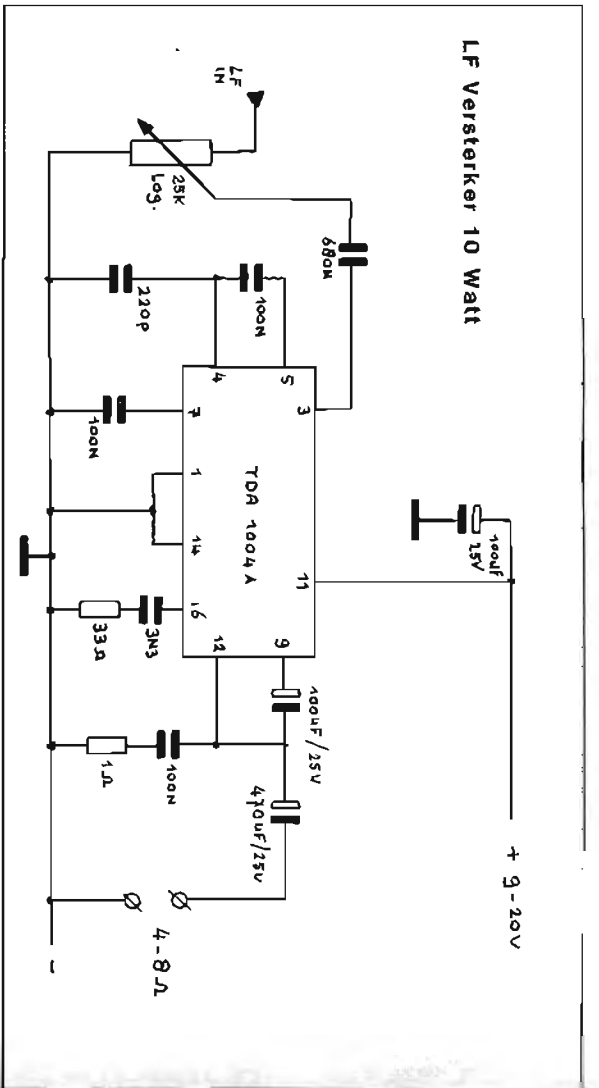 LF Versterker 10 Watt
LF
IN
25K
Log.
680N
220p
100N
100N
5
4
3
7
1
14
16
12
9
11
TDA 1004A
100uF
25V
+ 9-20V
33Ω
3N3
1Ω
100N
100uF/25V
470uF/25V
4-8Ω
-